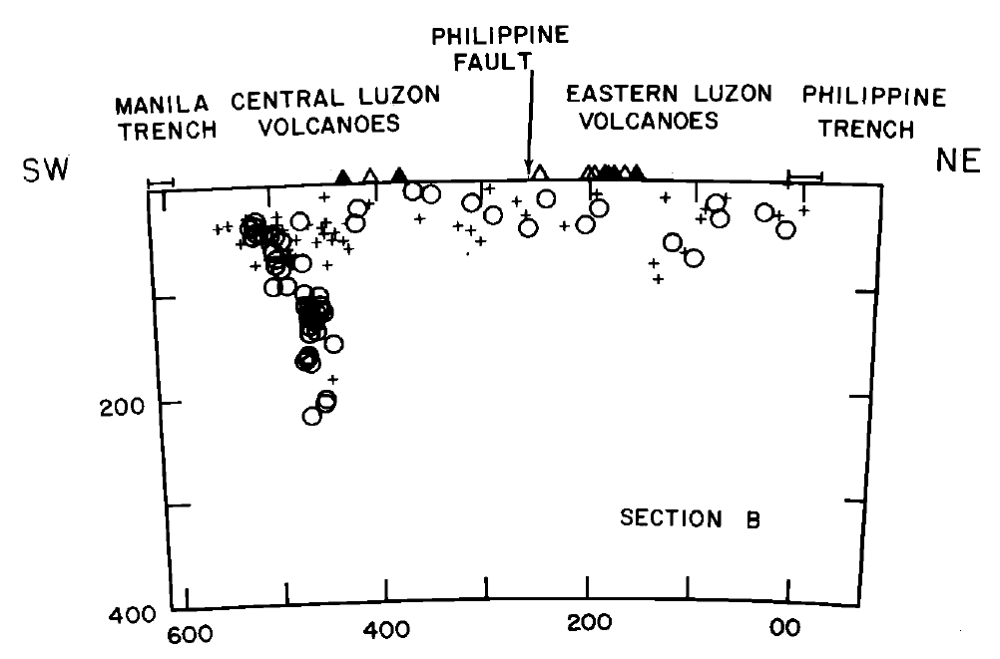 PHILIPPINE
FAULT
MANILA
TRENCH
CENTRAL LUZON
VOLCANOES
EASTERN LUZON
VOLCANOES
PHILIPPINE
TRENCH
SW
NE
200
SECTION B
400
600
400
200
00